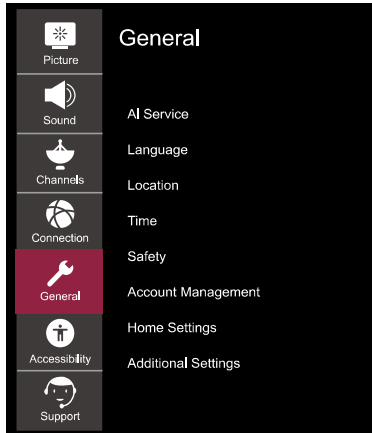 Picture
Sound
Channels
Connection
General
Accessibility
Support
General
AI Service
Language
Location
Time
Safety
Account Management
Home Settings
Additional Settings